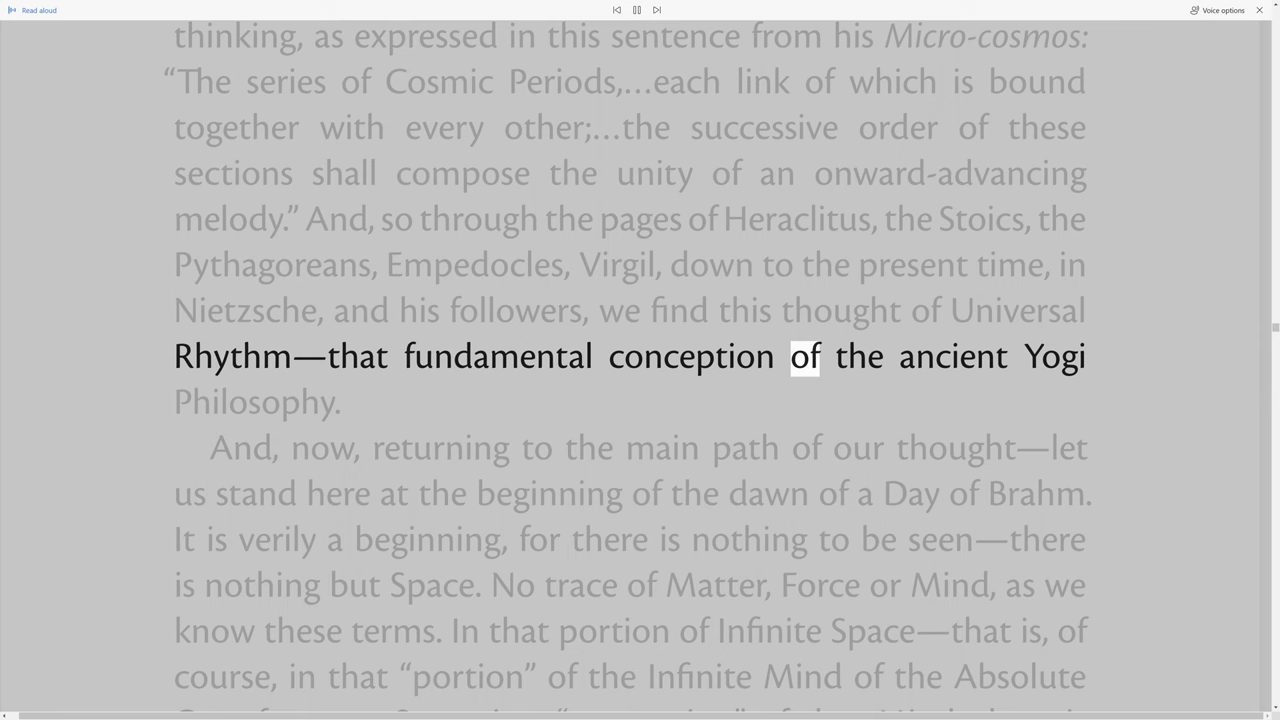 Read aloud
Voice options
thinking, as expressed in this sentence from his Micro-cosmos:
“The series of Cosmic Periods,…each link of which is bound
together with every other;…the successive order of these
sections shall compose the unity of an onward-advancing
melody.” And, so through the pages of Heraclitus, the Stoics, the
Pythagoreans, Empedocles, Virgil, down to the present time, in
Nietzsche, and his followers, we find this thought of Universal
Rhythm—that fundamental conception of the ancient Yogi
Philosophy.
And, now, returning to the main path of our thought—let
us stand here at the beginning of the dawn of a Day of Brahm.
It is verily a beginning, for there is nothing to be seen—there
is nothing but Space. No trace of Matter, Force or Mind, as we
know these terms. In that portion of Infinite Space—that is, of
course, in that “portion” of the Infinite Mind of the Absolute